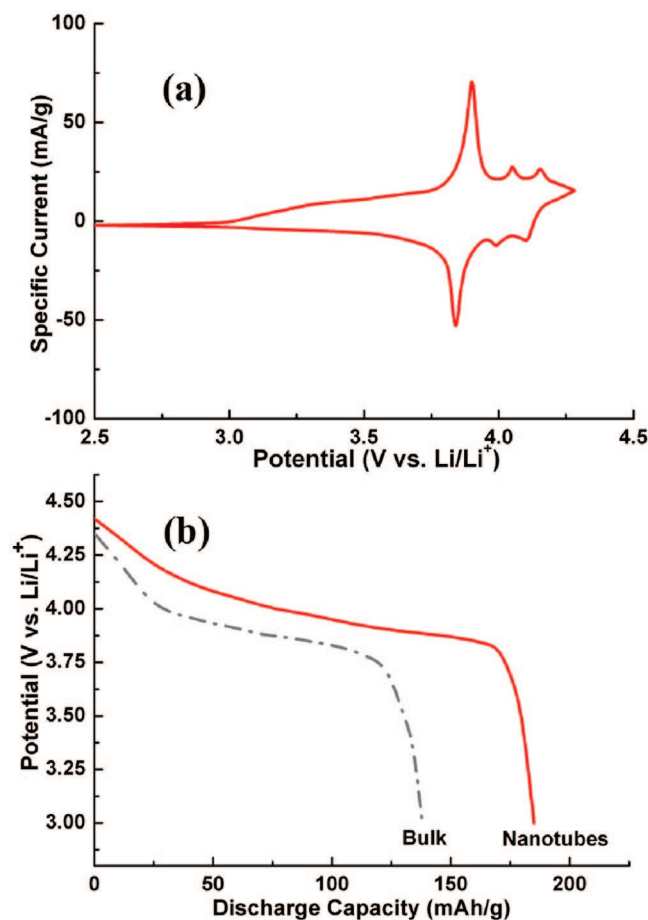 100
50
0
-50
-100
Specific Current (mA/g)
(a)
2.5 3.0 3.5 4.0 4.5
Potential (V vs. Li/Li+)
4.50
4.25
4.00
3.75
3.50
3.25
3.00
Potential (V vs. Li/Li+
(b)
Bulk Nanotubes
0 50 100 150 200
Discharge Capacity (mAh/g)